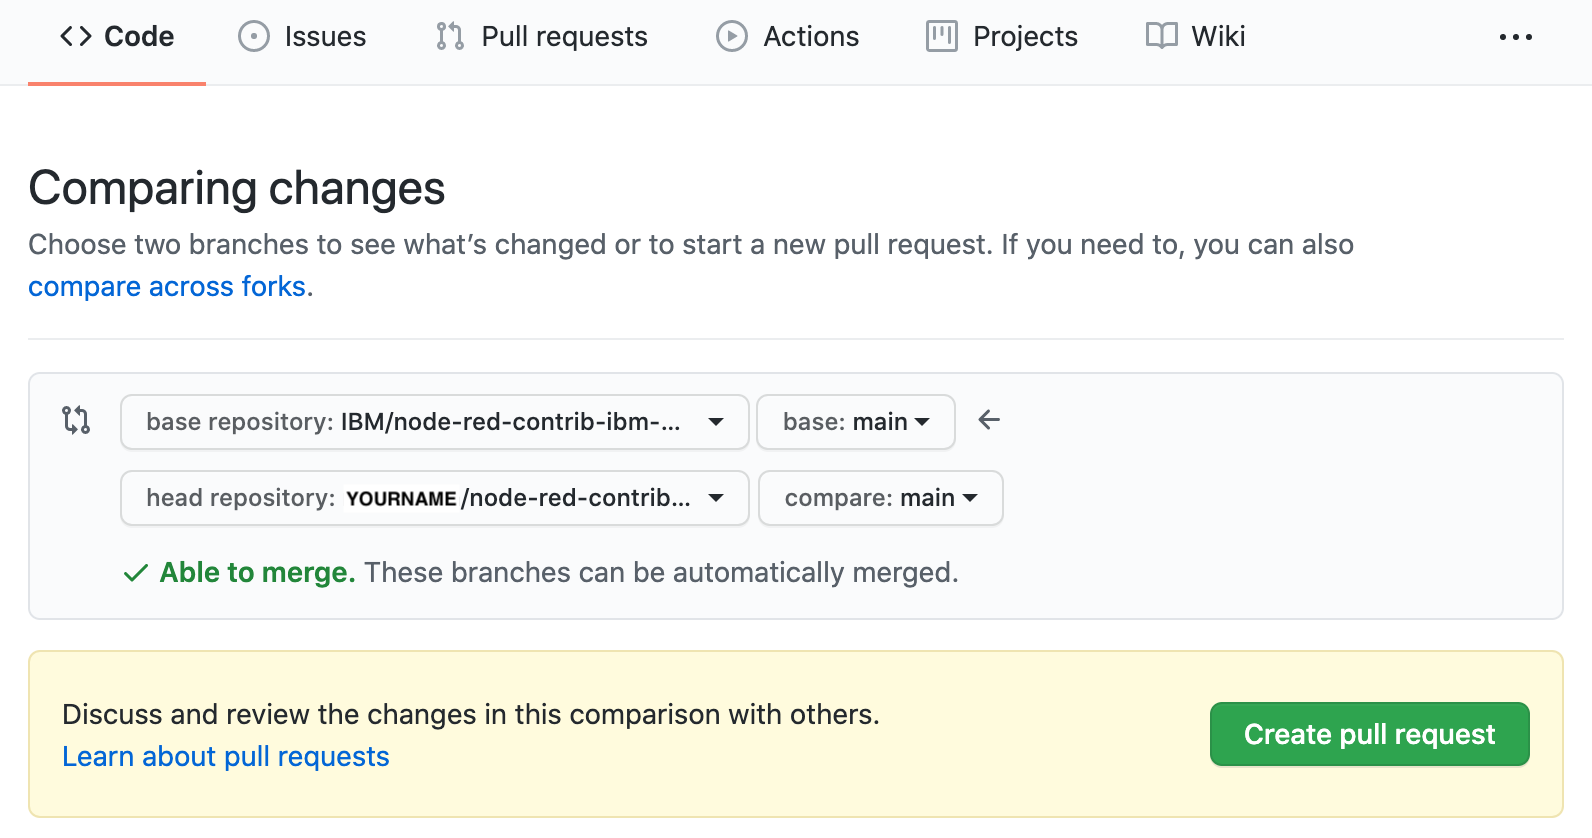 Code Issues Pull requests Actions Projects Wiki
Comparing changes
Choose two branches to see what’s changed or to start a new pull request. If you need to, you can also
compare across forks.
base repository: IBM/node-red-contrib-ibm-... base: main
head repository: YOURNAME/node-red-contrib... compare: main
Able to merge. These branches can be automatically merged.
Discuss and review the changes in this comparison with others.
Learn about pull requests
Create pull request